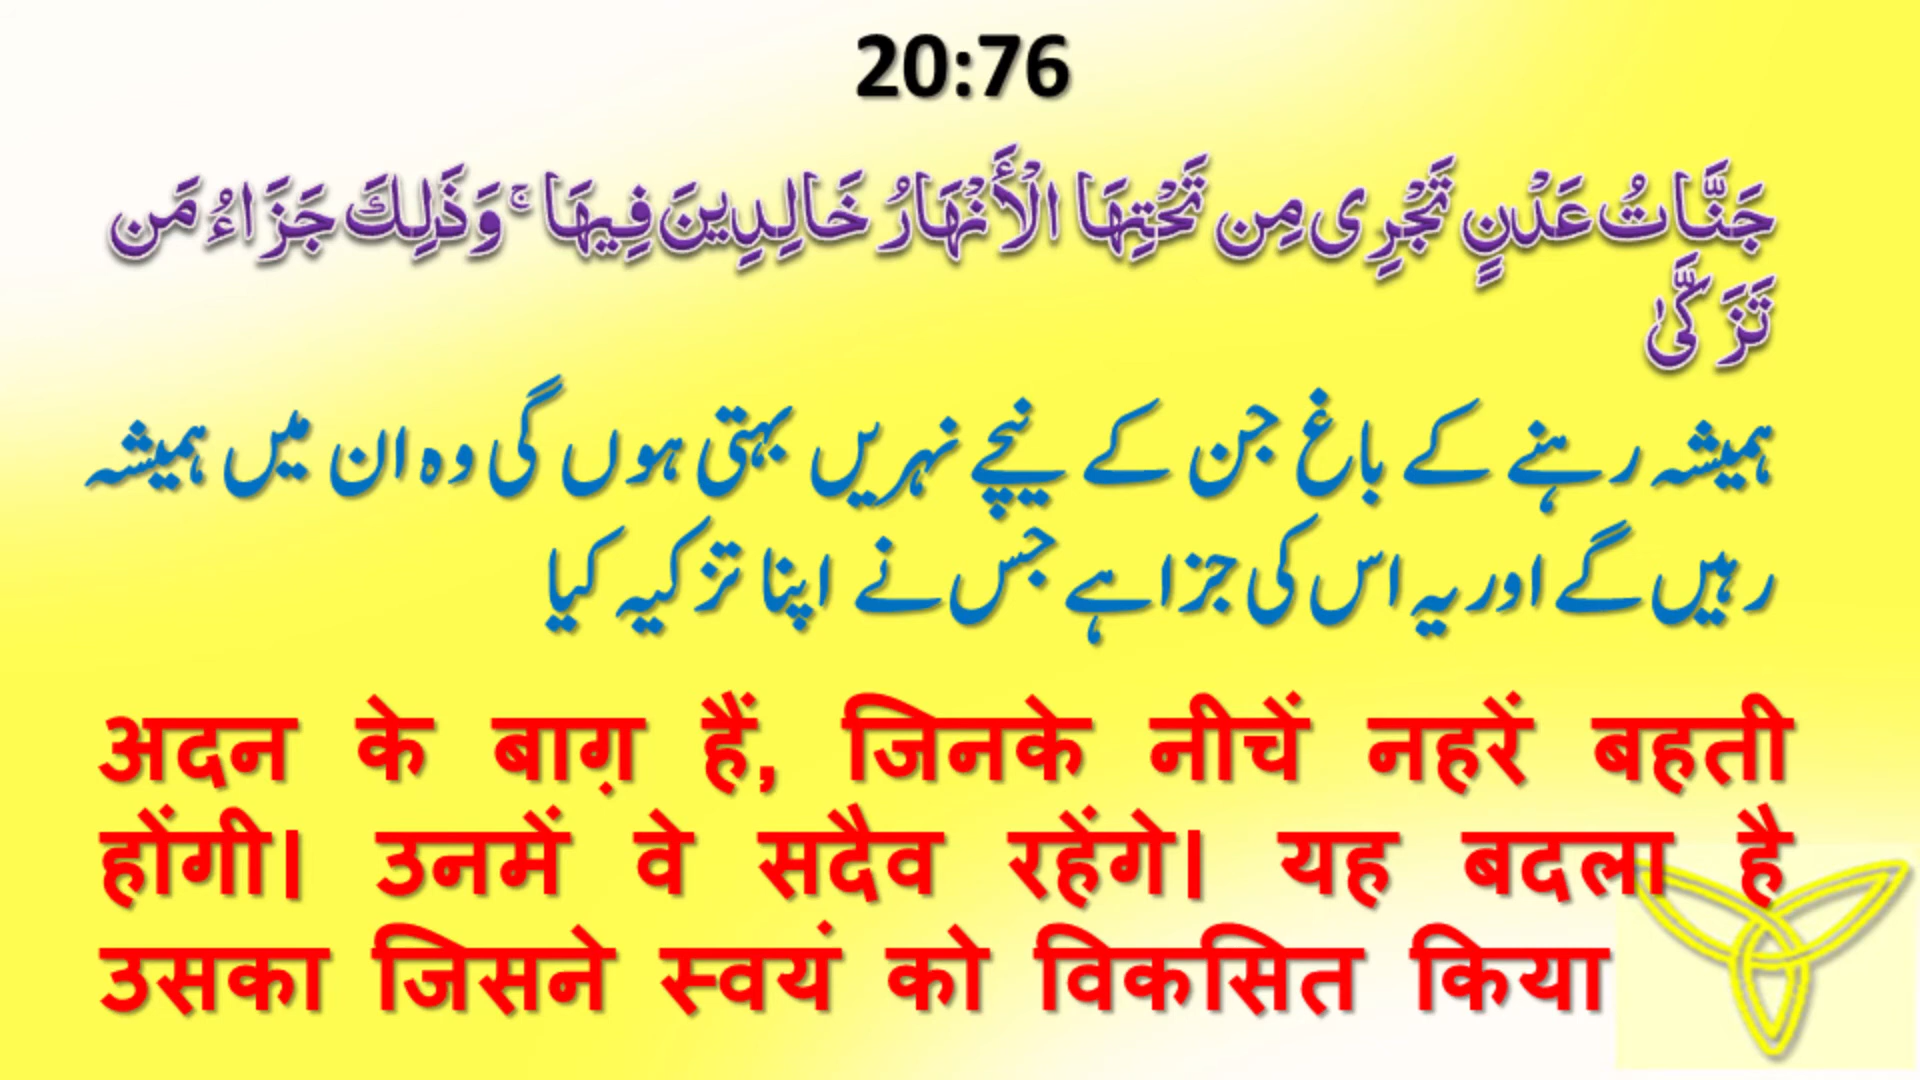 20:76
جَنَّاتُ عَدْنٍ تَجْرِى مِن تَحْتِهَا الْأَنْهَارُ خَالِدِينَ فِيهَا ۚ وَذَٰلِكَ جَزَاءُ مَن
تَزَكَّىٰ
ہمیشہ رہنے کے باغ جن کے نیچے نہریں بہتی ہوں گی وہ ان میں ہمیشہ
رہیں گے اور یہ اس کی جزا ہے جس نے اپنا تزکیہ کیا
अदन के बाग़ हैं, जिनके नीचें नहरें बहती
होंगी। उनमें वे सदैव रहेंगे। यह बदला है
उसका जिसने स्वयं को विकसित किया